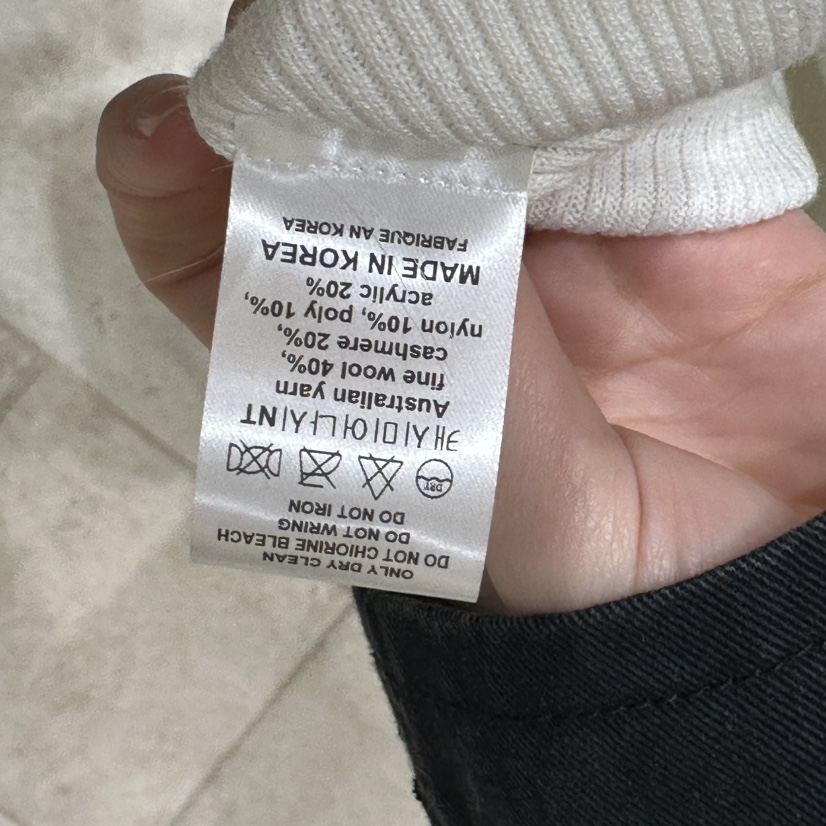 ONLY DRY CLEAN
DO NOT CHIORINE BLEACH
DO NOT WRING
DO NOT IRON
DRY
Australian yarn
fine wool 40%,
cashmere 20%,
nylon 10%, poly 10%,
acrylic 20%
MADE IN KOREA
FABRIQUE AN KOREA